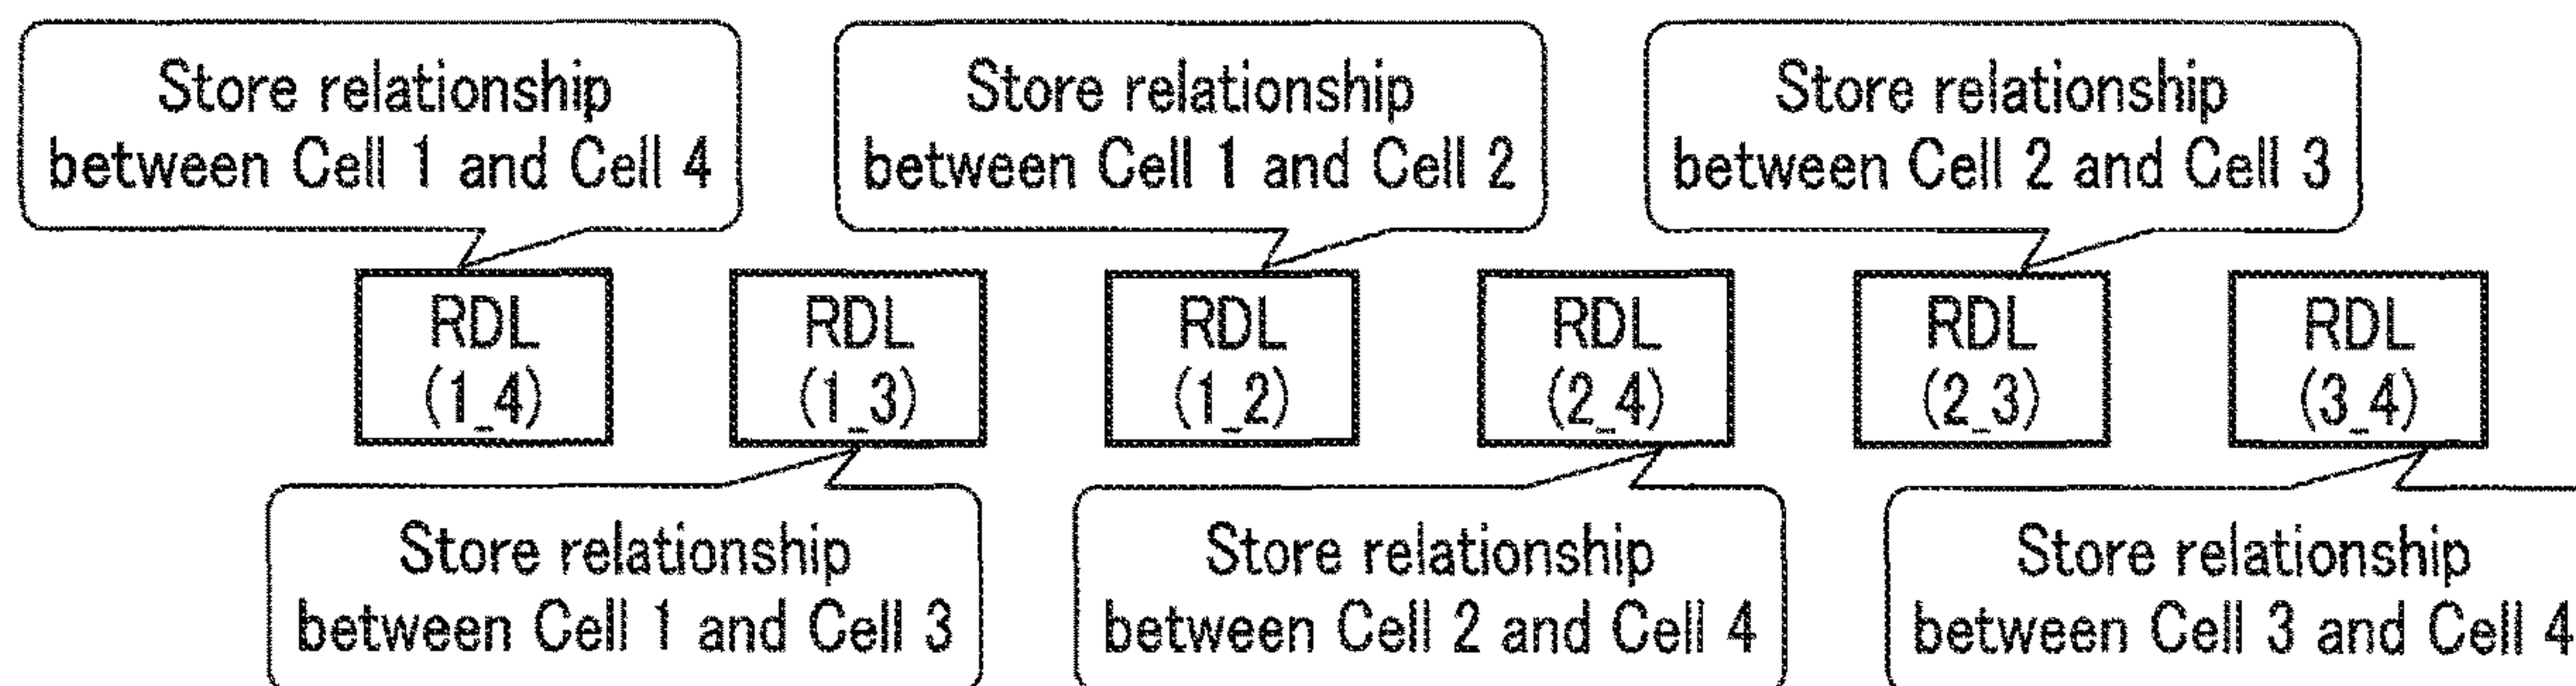 Store relationship
between Cell 1 and Cell 4
Store relationship
between Cell 1 and Cell 2
Store relationship
between Cell 2 and Cell 3
RDL
(1_4)
RDL
(1_3)
RDL
(1_2)
RDL
(2_4)
RDL
(2_3)
RDL
(3_4)
Store relationship
between Cell 1 and Cell 3
Store relationship
between Cell 2 and Cell 4
Store relationship
between Cell 3 and Cell 4